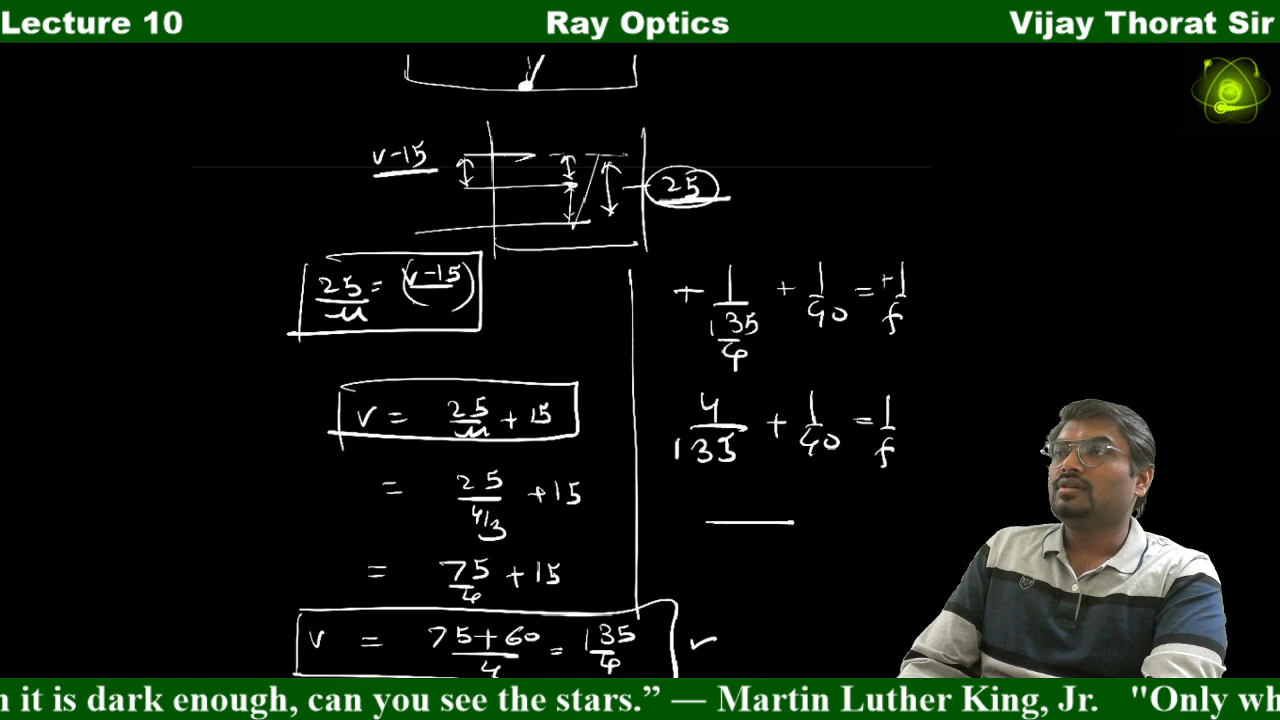 Lecture 10 Ray Optics Vijay Thorat Sir
v-15
25
25/μ = (v-15)
v = 25/μ + 15
= 25/4/3 + 15
= 75/4 + 15
v = 75+60/4 = 135/4 ✓
+ 1/135/4 + 1/40 = +1/f
4/135 + 1/40 = 1/f
n it is dark enough, can you see the stars.” — Martin Luther King, Jr. "Only wh